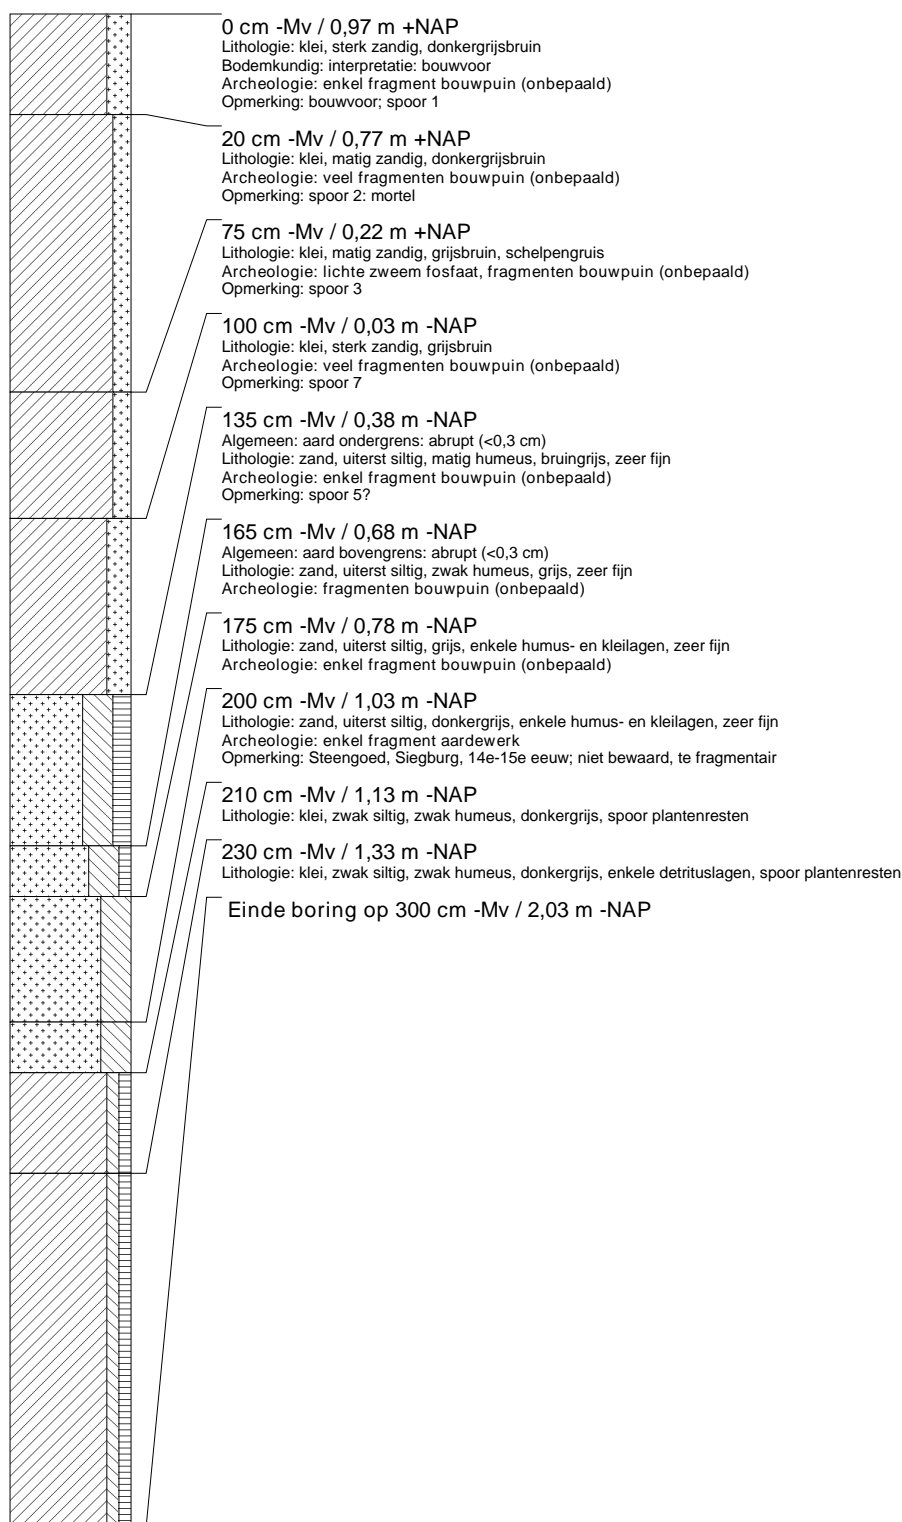 0 cm -Mv / 0,97 m +NAP
Lithologie: klei, sterk zandig, donkergrijsbruin
Bodemkundig: interpretatie: bouwvoor
Archeologie: enkel fragment bouwpuin (onbepaald)
Opmerking: bouwvoor; spoor 1
20 cm -Mv / 0,77 m +NAP
Lithologie: klei, matig zandig, donkergrijsbruin
Archeologie: veel fragmenten bouwpuin (onbepaald)
Opmerking: spoor 2: mortel
75 cm -Mv / 0,22 m +NAP
Lithologie: klei, matig zandig, grijsbruin, schelpengruis
Archeologie: lichte zweem fosfaat, fragmenten bouwpuin (onbepaald)
Opmerking: spoor 3
100 cm -Mv / 0,03 m -NAP
Lithologie: klei, sterk zandig, grijsbruin
Archeologie: veel fragmenten bouwpuin (onbepaald)
Opmerking: spoor 7
135 cm -Mv / 0,38 m -NAP
Algemeen: aard ondergrens: abrupt (<0,3 cm)
Lithologie: zand, uiterst siltig, matig humeus, bruingrijs, zeer fijn
Archeologie: enkel fragment bouwpuin (onbepaald)
Opmerking: spoor 5?
165 cm -Mv / 0,68 m -NAP
Algemeen: aard bovengrens: abrupt (<0,3 cm)
Lithologie: zand, uiterst siltig, zwak humeus, grijs, zeer fijn
Archeologie: fragmenten bouwpuin (onbepaald)
175 cm -Mv / 0,78 m -NAP
Lithologie: zand, uiterst siltig, grijs, enkele humus- en kleilagen, zeer fijn
Archeologie: enkel fragment bouwpuin (onbepaald)
200 cm -Mv / 1,03 m -NAP
Lithologie: zand, uiterst siltig, donkergrijs, enkele humus- en kleilagen, zeer fijn
Archeologie: enkel fragment aardewerk
Opmerking: Steengoed, Siegburg, 14e-15e eeuw; niet bewaard, te fragmentair
210 cm -Mv / 1,13 m -NAP
Lithologie: klei, zwak siltig, zwak humeus, donkergrijs, spoor plantenresten
230 cm -Mv / 1,33 m -NAP
Lithologie: klei, zwak siltig, zwak humeus, donkergrijs, enkele detrituslagen, spoor plantenresten
Einde boring op 300 cm -Mv / 2,03 m -NAP